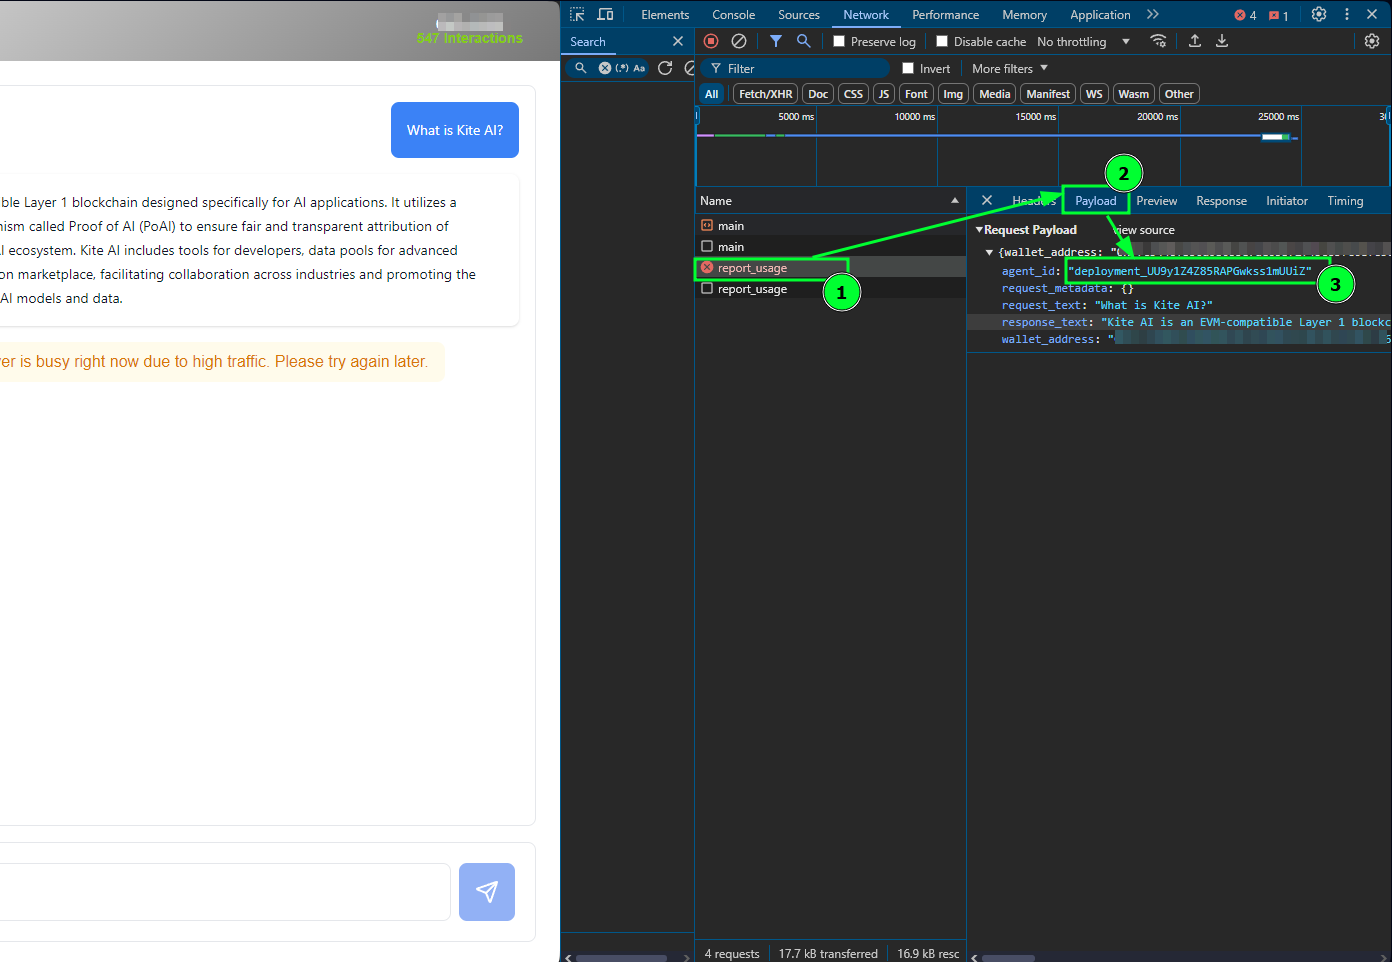 547 Interactions
What is Kite AI?
ble Layer 1 blockchain designed specifically for AI applications. It utilizes a
nism called Proof of AI (PoAI) to ensure fair and transparent attribution of
I ecosystem. Kite AI includes tools for developers, data pools for advanced
on marketplace, facilitating collaboration across industries and promoting the
AI models and data.
er is busy right now due to high traffic. Please try again later.
Elements Console Sources Network Performance Memory Application 4 1
Search
Preserve log Disable cache No throttling
(.*) Aa
Filter Invert More filters
All Fetch/XHR Doc CSS JS Font Img Media Manifest WS Wasm Other
5000 ms 10000 ms 15000 ms 20000 ms 25000 ms 3
Name
main
main
report_usage
report_usage
1
2
Headers Payload Preview Response Initiator Timing
Request Payload view source
{wallet_address: "
agent_id: "deployment_UU9y1Z4Z85RAPGwkss1mUUiZ"
3
request_metadata: {}
request_text: "What is Kite AI?"
response_text: "Kite AI is an EVM-compatible Layer 1 blockc
wallet_address: "
4 requests 17.7 kB transferred 16.9 kB resc